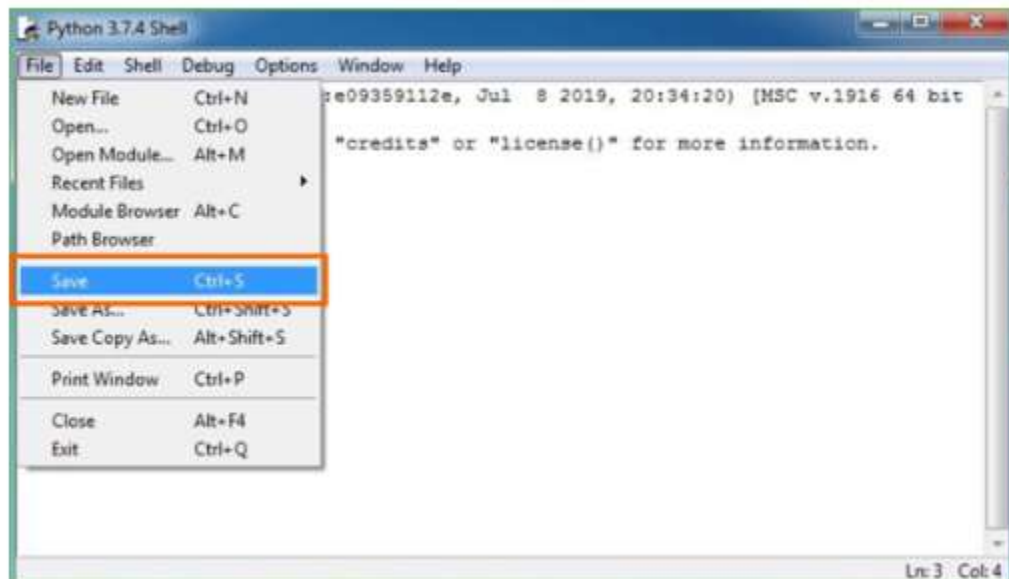 Python 3.7.4 Shell
File Edit Shell Debug Options Window Help
New File Ctrl+N
Open... Ctrl+O
Open Module... Alt+M
Recent Files
Module Browser Alt+C
Path Browser
Save Ctrl+S
Save As... Ctrl+Shift+S
Save Copy As... Alt+Shift+S
Print Window Ctrl+P
Close Alt+F4
Exit Ctrl+Q
e09359112e, Jul 8 2019, 20:34:20) [MSC v.1916 64 bit
"credits" or "license()" for more information.
Ln: 3 Col: 4